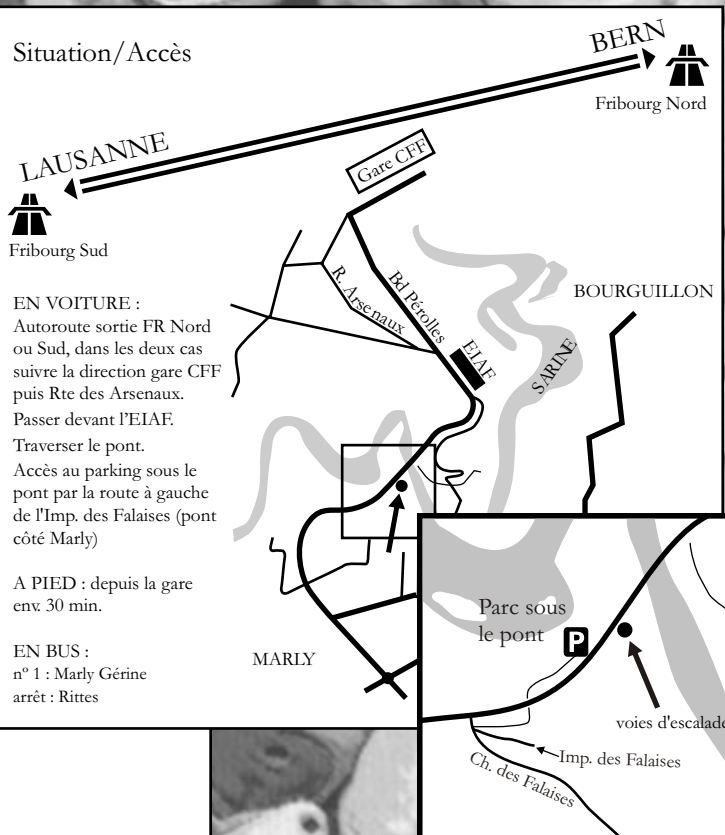 Situation/Accès
BERN
Fribourg Nord
LAUSANNE
Fribourg Sud
Gare CFF
R. Arsenaux
Bd Pérolles
EIAF
SARINE
BOURGUILLON
EN VOITURE :
Autoroute sortie FR Nord
ou Sud, dans les deux cas
suivre la direction gare CFF
puis Rte des Arsenaux.
Passer devant l'EIAF.
Traverser le pont.
Accès au parking sous le
pont par la route à gauche
de l'Imp. des Falaises (pont
côté Marly)
A PIED : depuis la gare
env. 30 min.
EN BUS :
nº 1 : Marly Gérine
arrêt : Rittes
MARLY
Parc sous
le pont
P
voies d'escalade
Imp. des Falaises
Ch. des Falaises